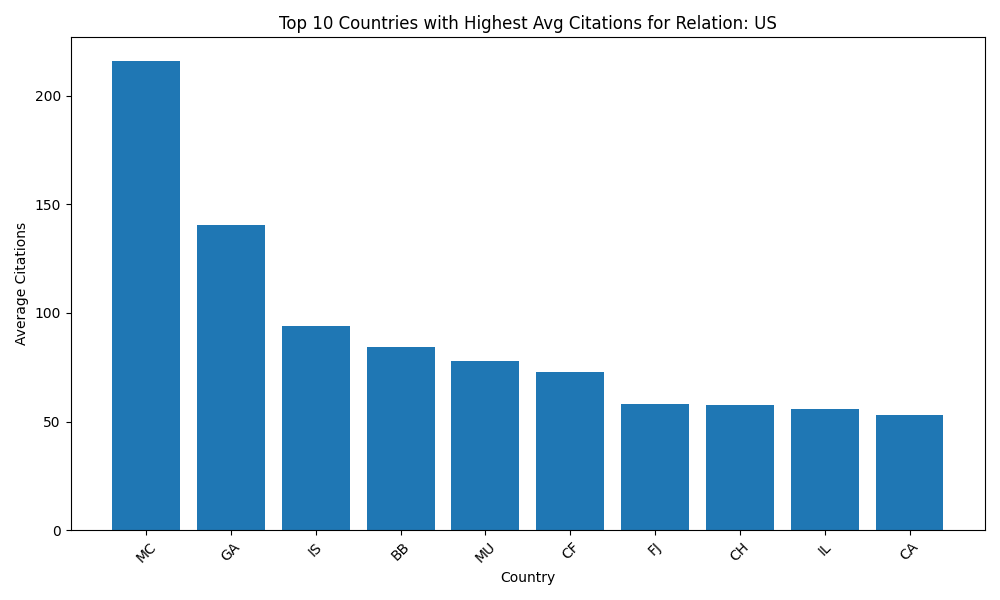 Top 10 Countries with Highest Avg Citations for Relation: US
Average Citations
200
150
100
50
0
MC
GA
IS
BB
MU
CF
FJ
CH
IL
CA
Country